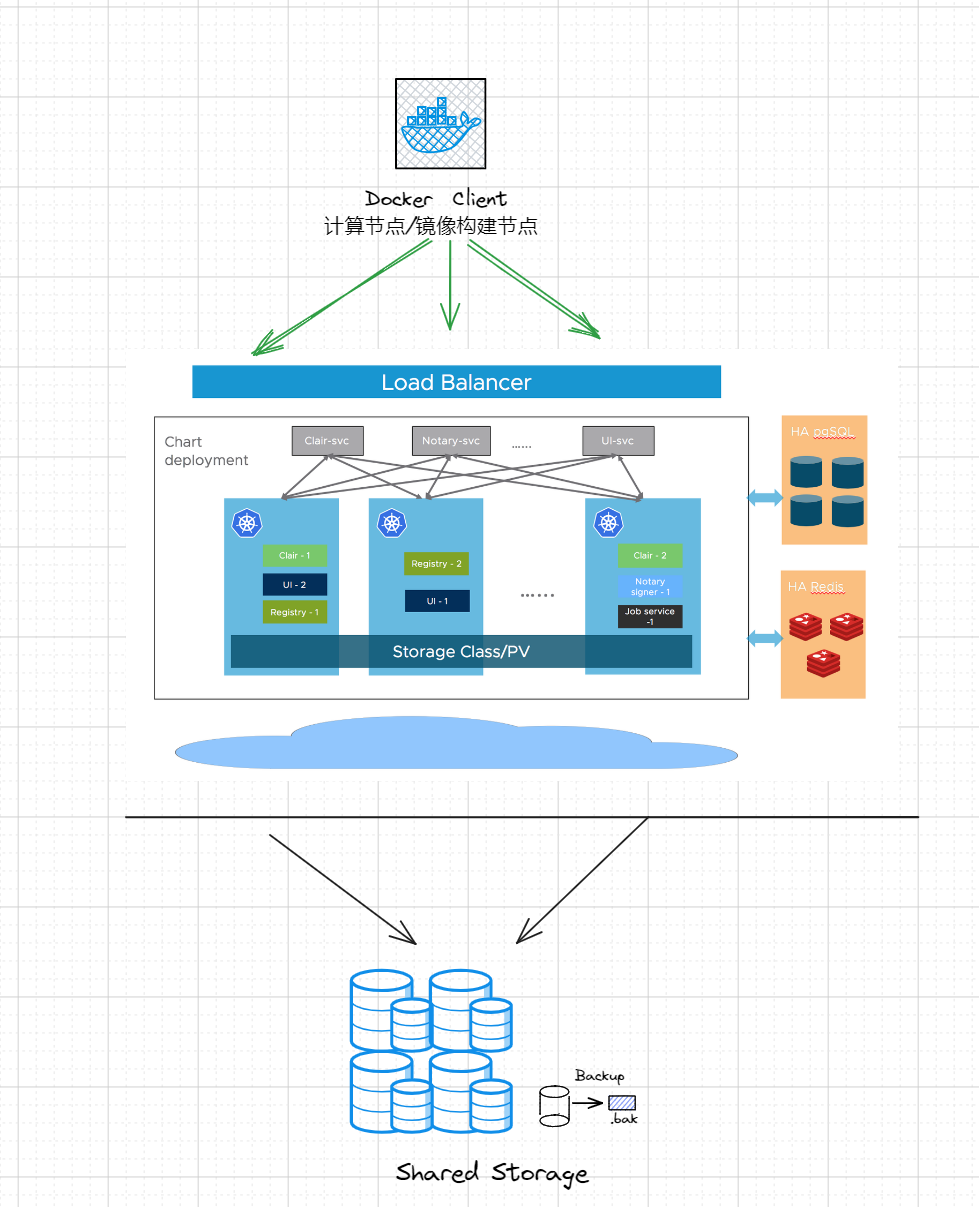 Docker Client
计算节点/镜像构建节点
Load Balancer
Chart
deployment
Clair-svc
Notary-svc
......
UI-svc
HA pgSQL
Clair - 1
UI - 2
Registry - 1
Registry - 2
UI - 1
......
Clair - 2
Notary
signer - 1
Job service
-1
HA Redis
Storage Class/PV
Backup
.bak
Shared Storage